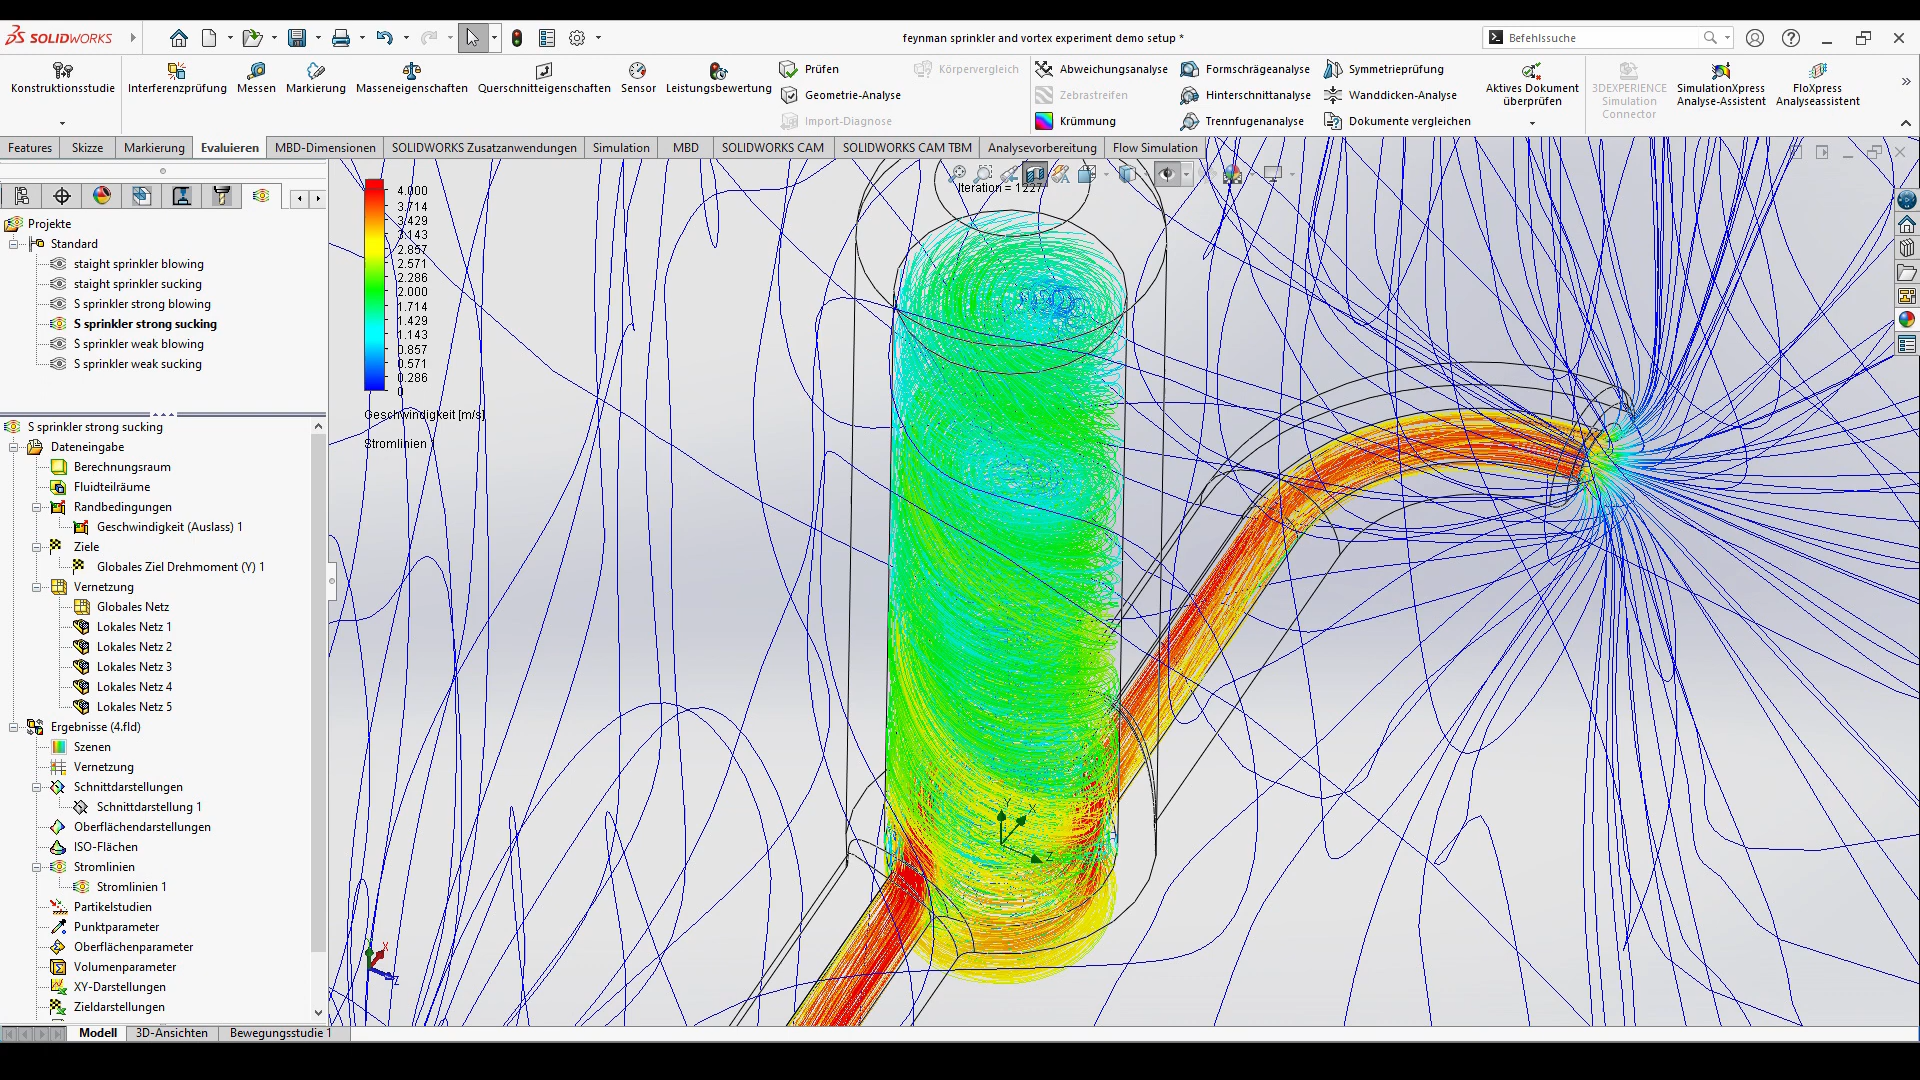 SOLIDWORKS
feynman sprinkler and vortex experiment demo setup *
Befehlssuche
Konstruktionsstudie
Interferenzprüfung
Messen
Markierung
Masseneigenschaften
Querschnitteigenschaften
Sensor
Leistungsbewertung
Prüfen
Geometrie-Analyse
Import-Diagnose
Körpervergleich
Abweichungsanalyse
Zebrastreifen
Krümmung
Formschrägeanalyse
Hinterschnittanalyse
Trennfugenanalyse
Symmetrieprüfung
Wanddicken-Analyse
Dokumente vergleichen
Aktives Dokument
überprüfen
3DEXPERIENCE
Simulation
Connector
SimulationXpress
Analyse-Assistent
FloXpress
Analyseassistent
Features
Skizze
Markierung
Evaluieren
MBD-Dimensionen
SOLIDWORKS Zusatzanwendungen
Simulation
MBD
SOLIDWORKS CAM
SOLIDWORKS CAM TBM
Analysevorbereitung
Flow Simulation
Projekte
Standard
staight sprinkler blowing
staight sprinkler sucking
S sprinkler strong blowing
S sprinkler strong sucking
S sprinkler weak blowing
S sprinkler weak sucking
S sprinkler strong sucking
Dateneingabe
Berechnungsraum
Fluidteilräume
Randbedingungen
Geschwindigkeit (Auslass) 1
Ziele
Globales Ziel Drehmoment (Y) 1
Vernetzung
Globales Netz
Lokales Netz 1
Lokales Netz 2
Lokales Netz 3
Lokales Netz 4
Lokales Netz 5
Ergebnisse (4.fld)
Szenen
Vernetzung
Schnittdarstellungen
Schnittdarstellung 1
Oberflächendarstellungen
ISO-Flächen
Stromlinien
Stromlinien 1
Partikelstudien
Punktparameter
Oberflächenparameter
Volumenparameter
XY-Darstellungen
Zieldarstellungen
4.000
3.714
3.429
3.143
2.857
2.571
2.286
2.000
1.714
1.429
1.143
0.857
0.571
0.286
0
Geschwindigkeit [m/s]
Stromlinien
Iteration = 1227
Y
X
Z
X
Z
Modell
3D-Ansichten
Bewegungsstudie 1